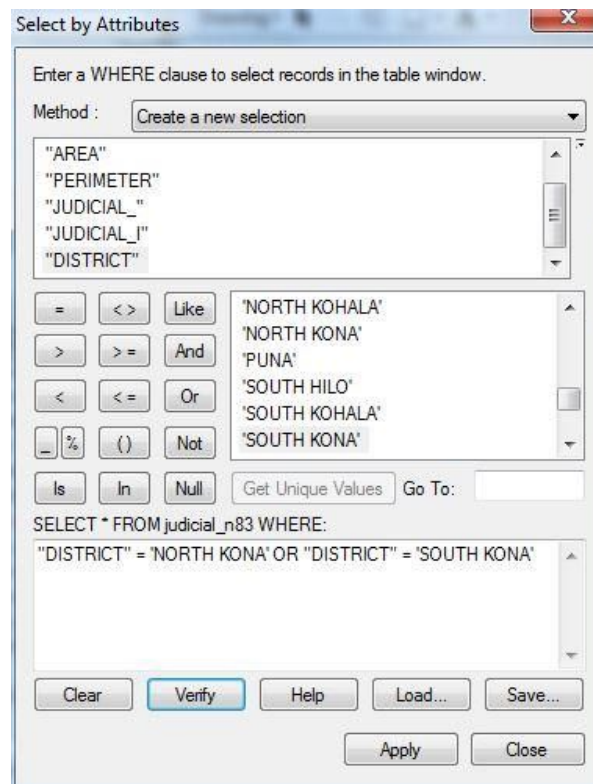 Select by Attributes
Enter a WHERE clause to select records in the table window.
Method : Create a new selection
"AREA"
"PERIMETER"
"JUDICIAL_"
"JUDICIAL_I"
"DISTRICT"
= <> Like
> >= And
< <= Or
_ % () Not
Is In Null
'NORTH KOHALA'
'NORTH KONA'
'PUNA'
'SOUTH HILO'
'SOUTH KOHALA'
'SOUTH KONA'
Get Unique Values Go To:
SELECT * FROM judicial_n83 WHERE:
"DISTRICT" = 'NORTH KONA' OR "DISTRICT" = 'SOUTH KONA'
Clear Verify Help Load... Save...
Apply Close